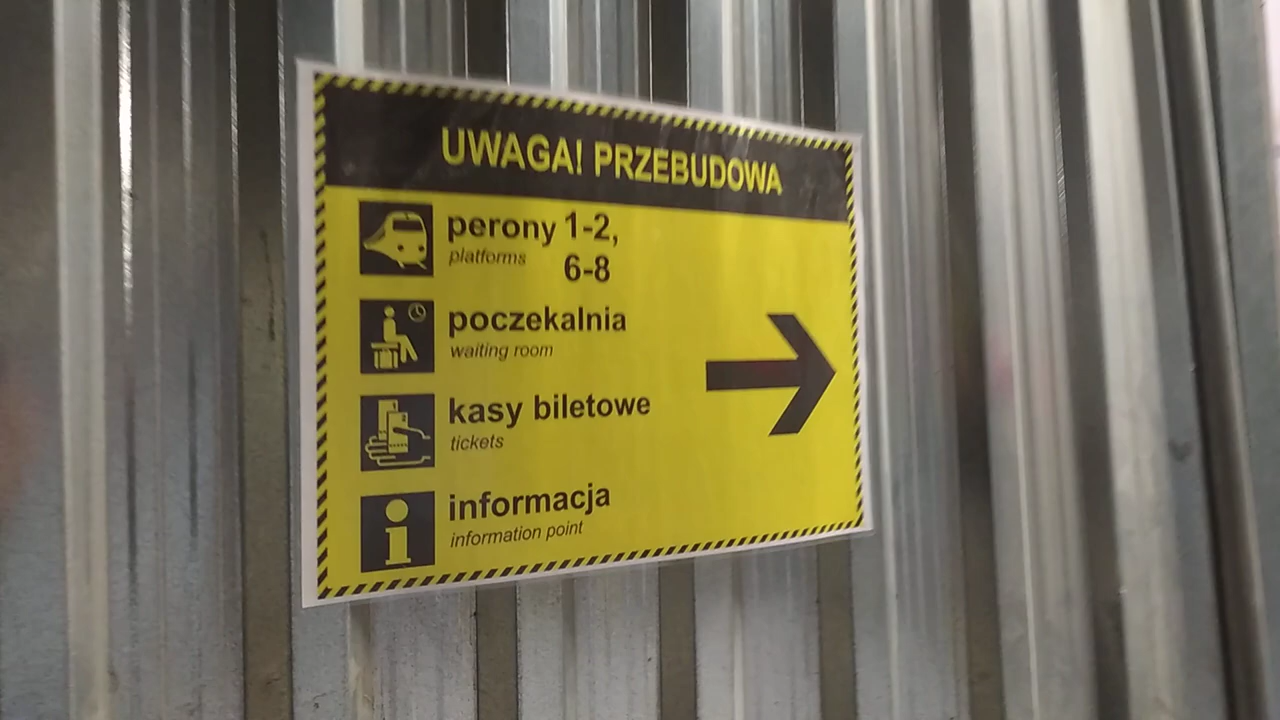 UWAGA! PRZEBUDOWA
perony 1-2,
platforms 6-8
poczekalnia
waiting room
kasy biletowe
tickets
informacja
information point